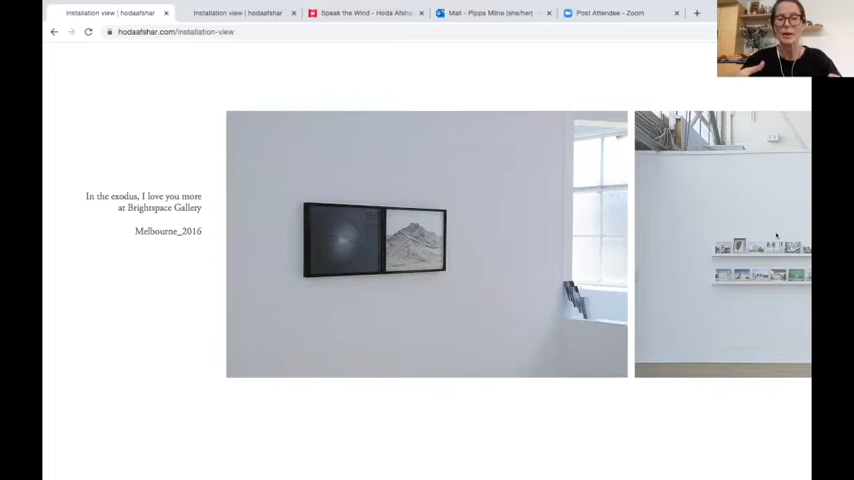 Installation view | hodaafshar
Installation view | hodaafshar
Speak the Wind - Hoda Afsha
Mail - Pippa Milne (she/her) -
Post Attendee - Zoom
hodaafshar.com/installation-view
In the exodus, I love you more
at Brightspace Gallery
Melbourne_2016